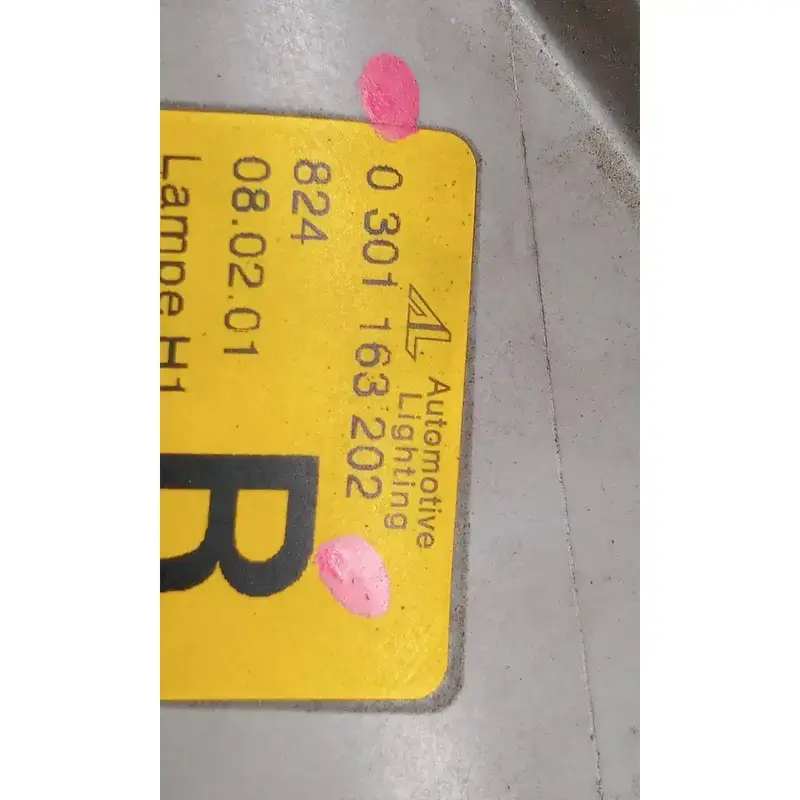 Automotive
Lighting
0 301 163 202
824
08.02.01
Lampe H1
R